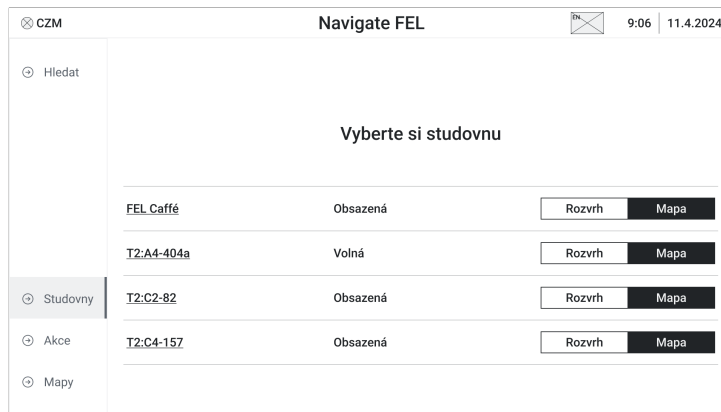 CZM
Navigate FEL
EN
9:06
11.4.2024
Hledat
Vyberte si studovnu
FEL Caffé Obsazená Rozvrh Mapa
T2:A4-404a Volná Rozvrh Mapa
T2:C2-82 Obsazená Rozvrh Mapa
T2:C4-157 Obsazená Rozvrh Mapa
Studovny
Akce
Mapy